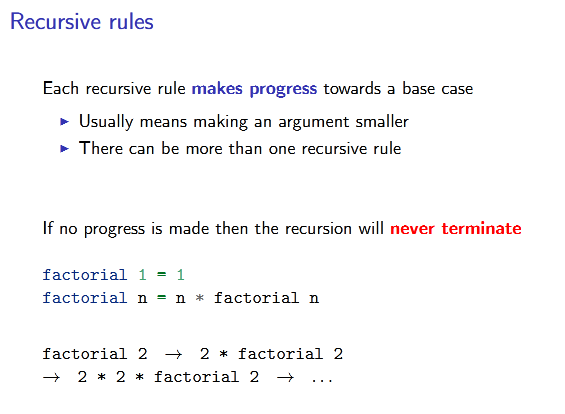 Recursive rules
Each recursive rule makes progress towards a base case
▶ Usually means making an argument smaller
▶ There can be more than one recursive rule
If no progress is made then the recursion will never terminate
factorial 1 = 1
factorial n = n * factorial n
factorial 2 → 2 * factorial 2
→ 2 * 2 * factorial 2 → ...